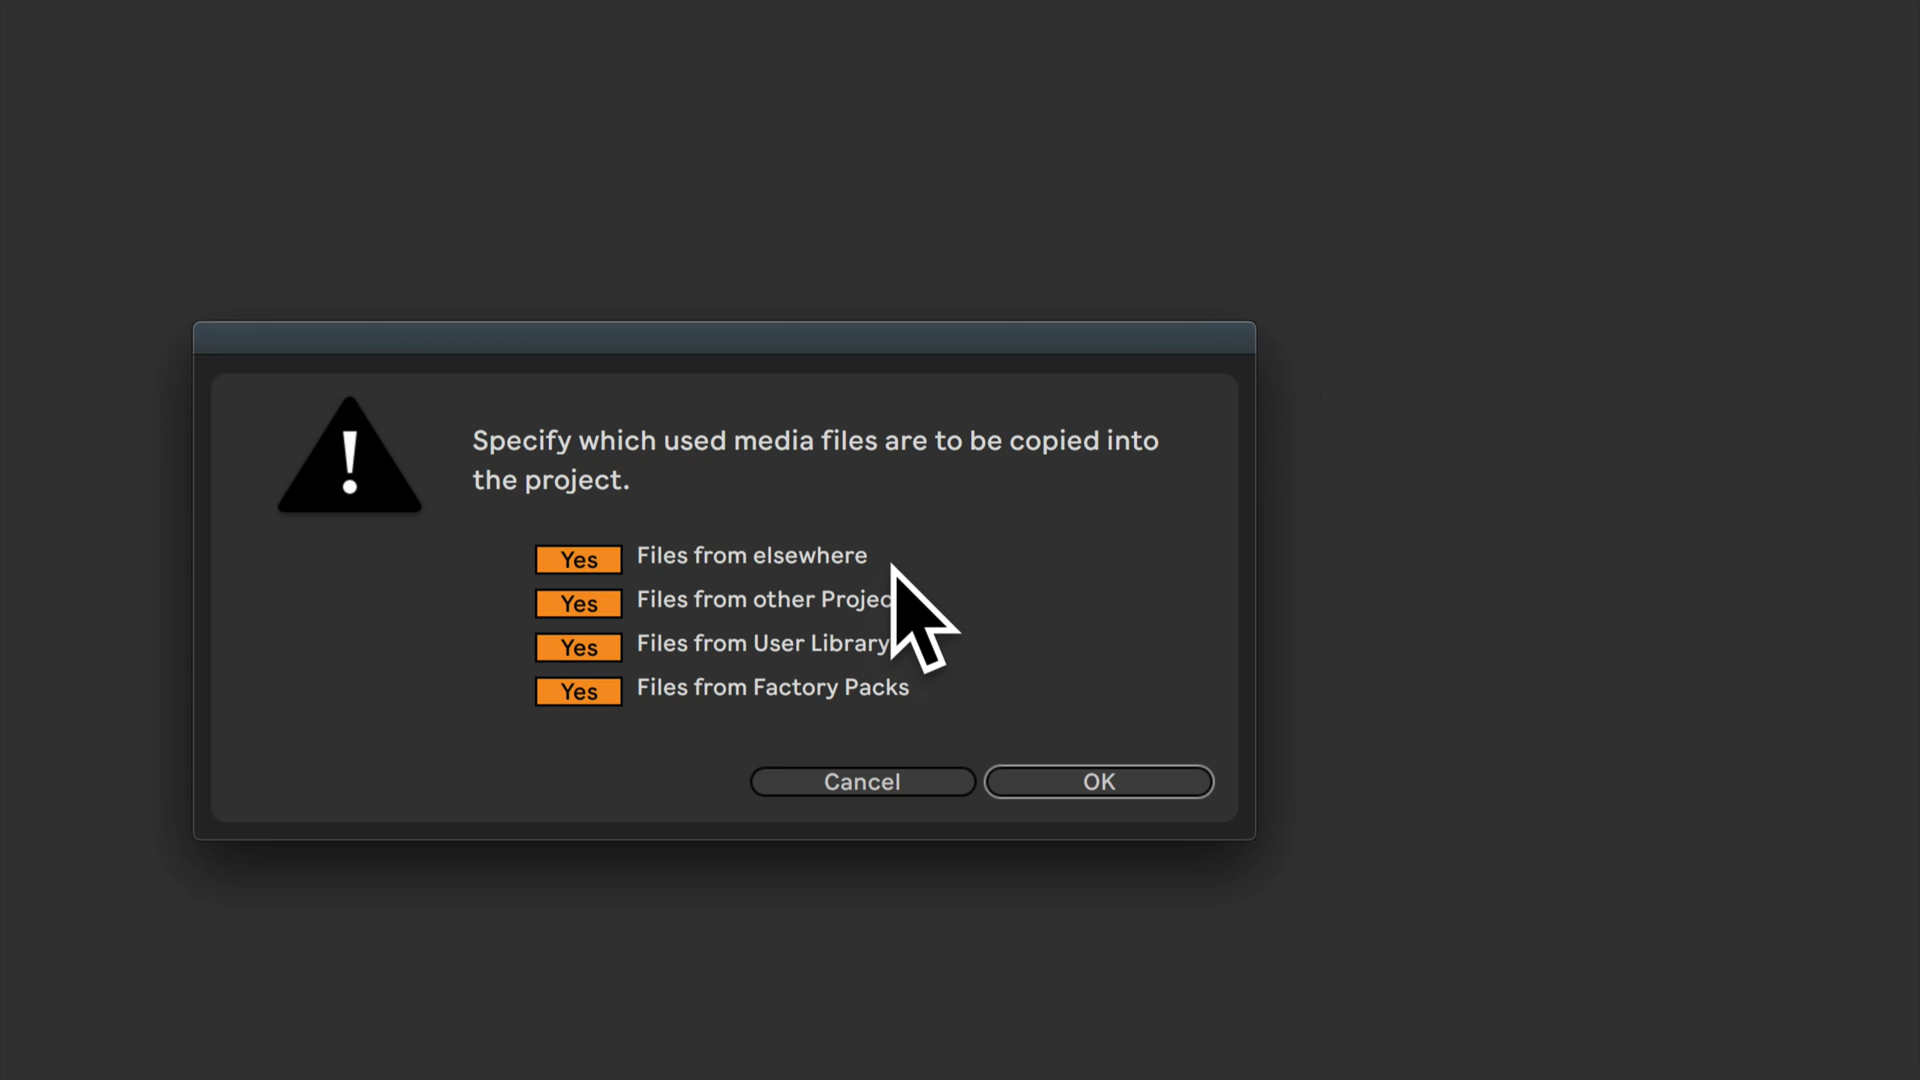 Specify which used media files are to be copied into
the project.
Yes Files from elsewhere
Yes Files from other
Yes Files from User Library
Yes Files from Factory Packs
Cancel OK